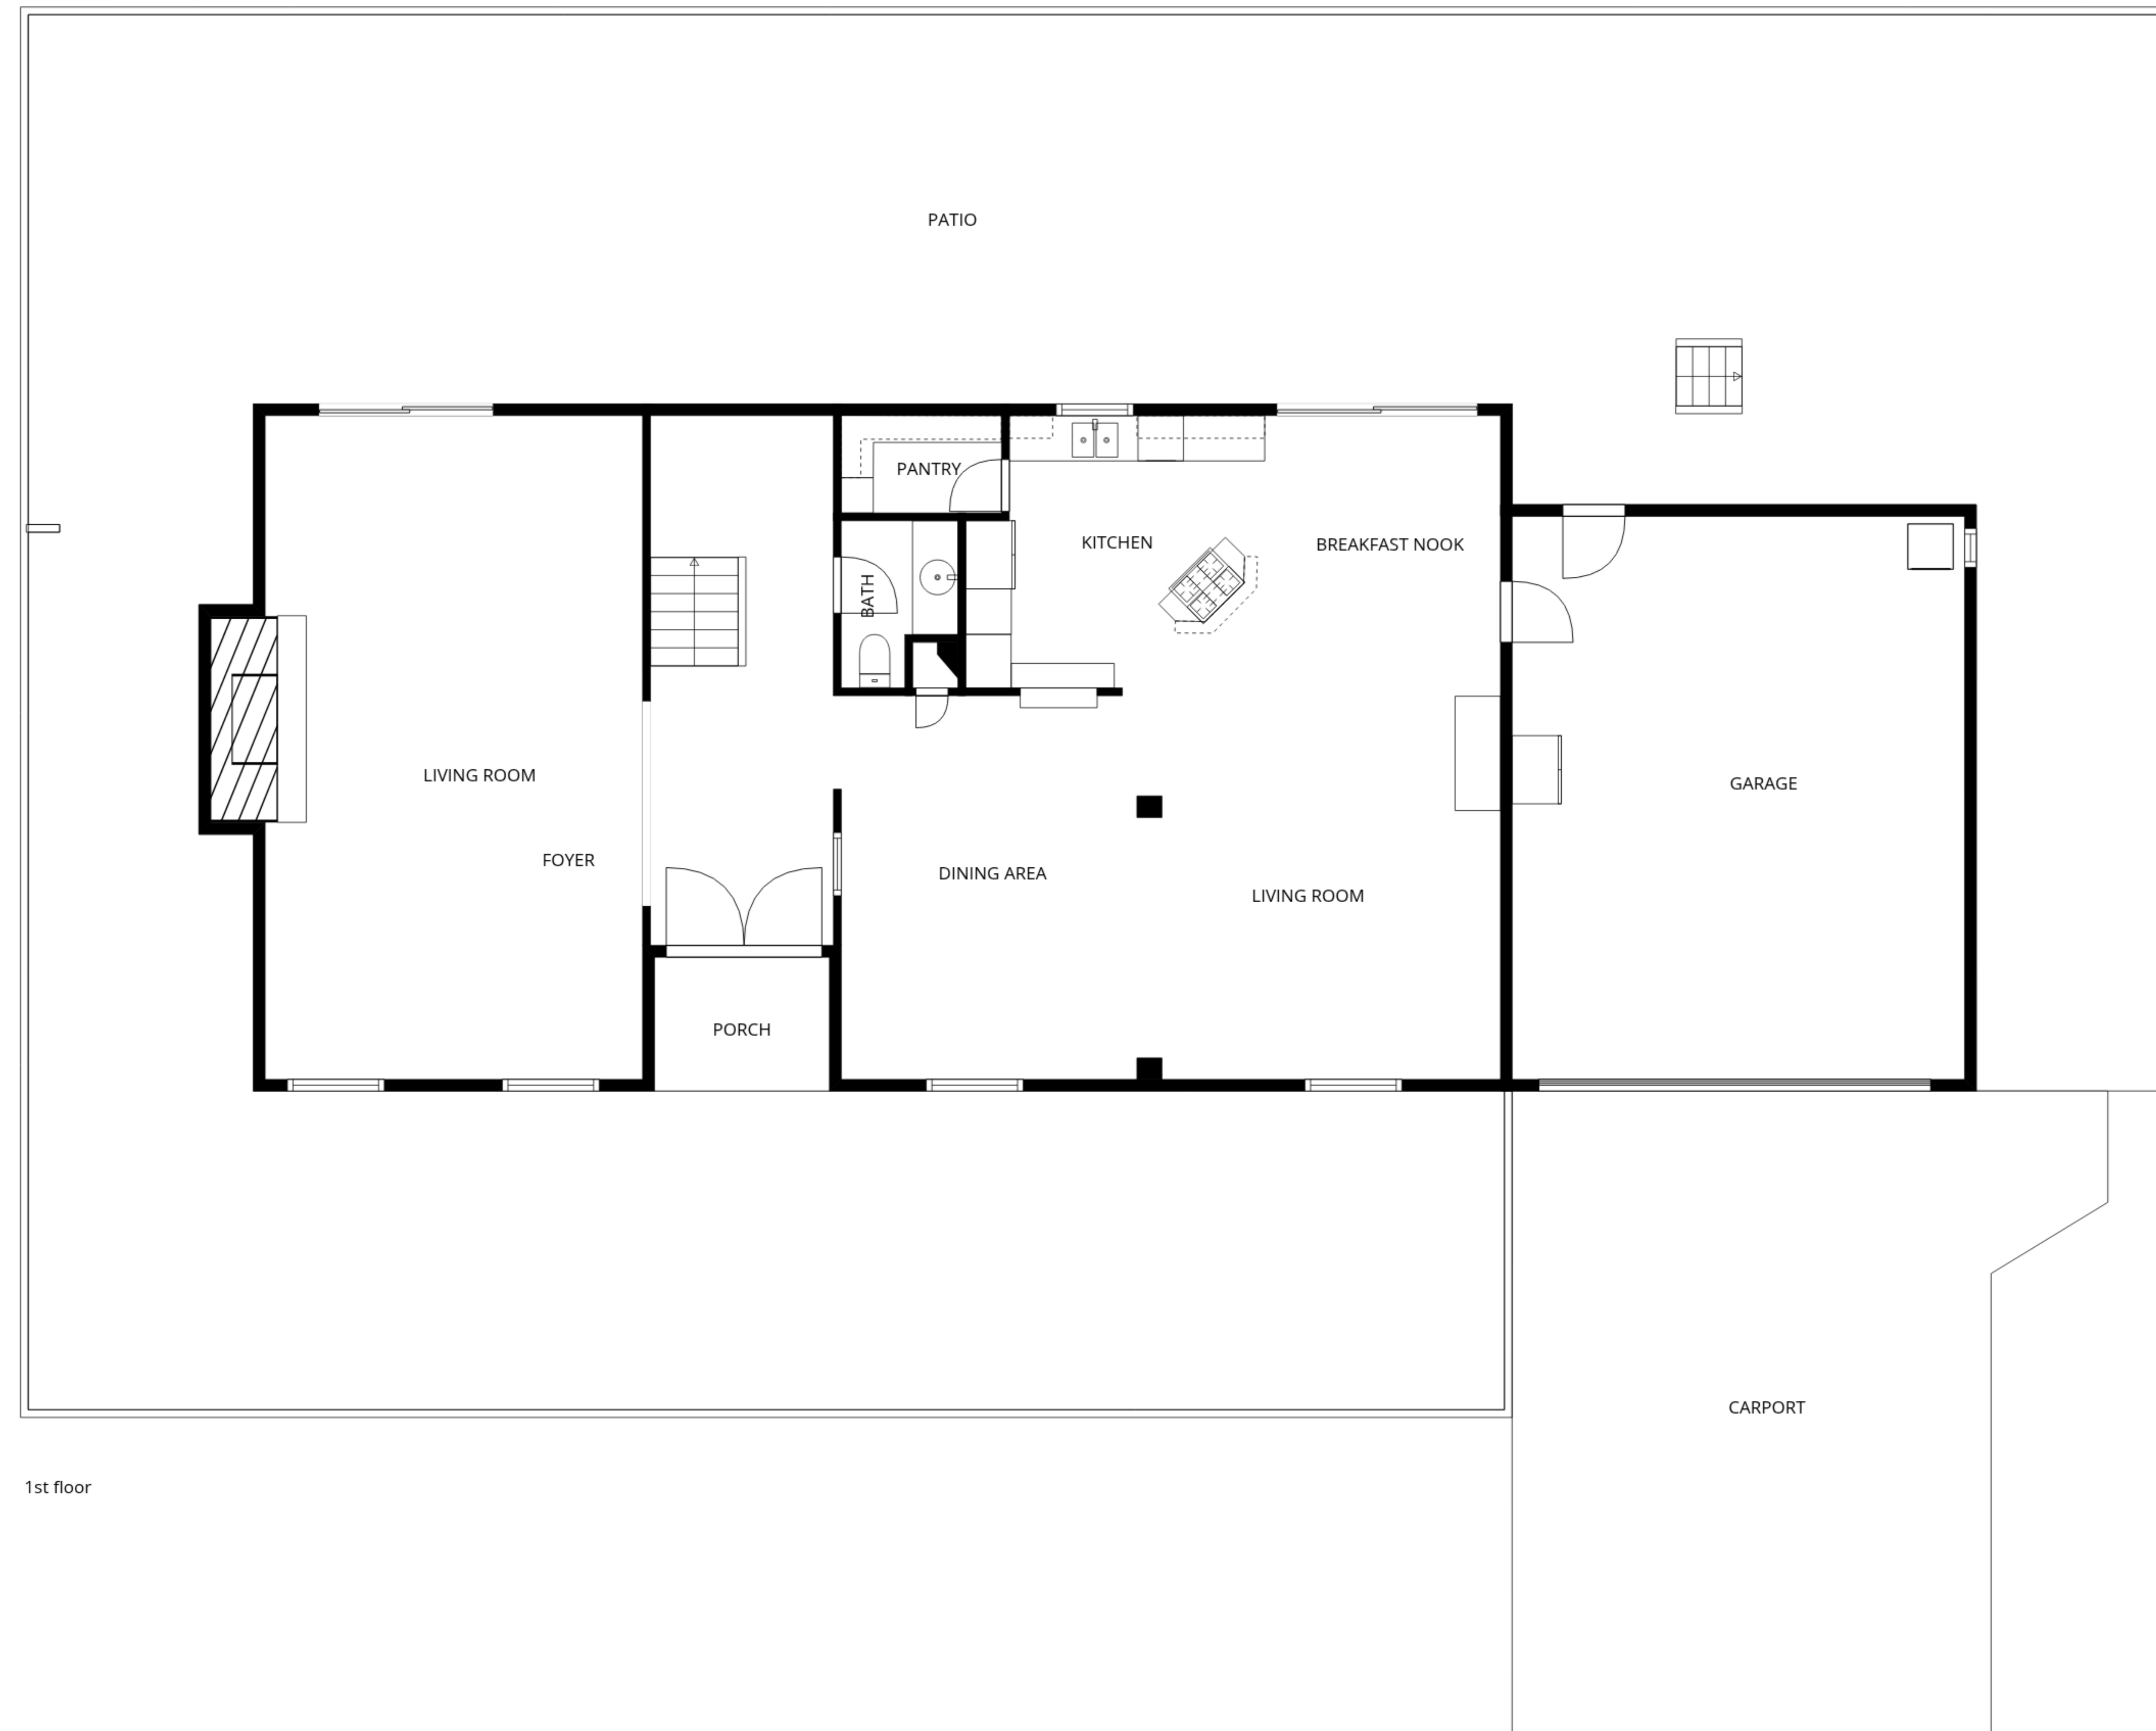 PATIO
PANTRY
KITCHEN
BREAKFAST NOOK
BATH
LIVING ROOM
GARAGE
FOYER
DINING AREA
LIVING ROOM
PORCH
CARPORT
1st floor